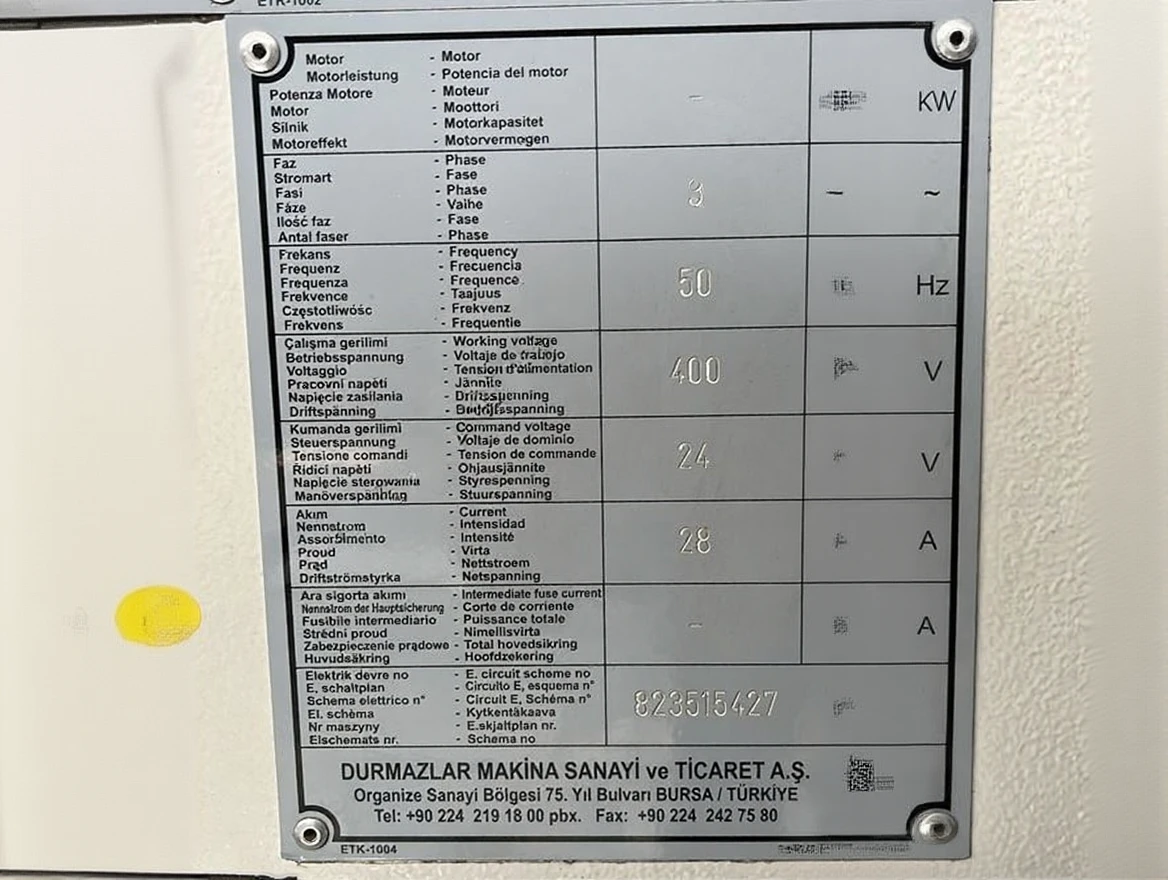 ETK-1002
Motor - Motor
Motorleistung - Potencia del motor
Potenza Motore - Moteur
Motor - Moottori
Silnik - Motorkapasitet
Motoreffekt - Motorvermogen
- KW
Faz - Phase
Stromart - Fase
Fasi - Phase
Fáze - Vaihe
Ilość faz - Fase
Antal faser - Phase
3 - ~
Frekans - Frequency
Frequenz - Frecuencia
Frequenza - Frequence
Frekvence - Taajuus
Częstotliwość - Frekvenz
Frekvens - Frequentie
50 Hz
Çalışma gerilimi - Working voltage
Betriebsspannung - Voltaje de trabajo
Voltaggio - Tension d'alimentation
Pracovni napěti - Jännite
Napięcie zasilania - Driftsspenning
Driftspänning - Bedrijfsspanning
400 V
Kumanda gerilimi - Command voltage
Steuerspannung - Voltaje de dominio
Tensione comandi - Tension de commande
Řidici napěti - Ohjausjännite
Napięcie sterowania - Styrespenning
Manöverspänning - Stuurspanning
24 V
Akım - Current
Nennstrom - Intensidad
Assorbimento - Intensité
Proud - Virta
Prąd - Nettstroem
Driftströmstyrka - Netspanning
28 A
Ara sigorta akımı - Intermediate fuse current
Nennstrom der Hauptsicherung - Corte de corriente
Fusibile intermediario - Puissance totale
Strědni proud - Nimellisvirta
Zabezpieczenie prądowe - Total hovedsikring
Huvudsäkring - Hoofdzekering
- A
Elektrik devre no - E. circuit scheme no
E. schaltplan - Circuito E, esquema n°
Schema elettrico n° - Circuit E, Schéma n°
El. schèma - Kytkentäkaava
Nr maszyny - E.skjaltplan nr.
Elschemats nr. - Schema no
823515427
DURMAZLAR MAKİNA SANAYİ ve TİCARET A.Ş.
Organize Sanayi Bölgesi 75. Yıl Bulvarı BURSA / TÜRKİYE
Tel: +90 224 219 18 00 pbx. Fax: +90 224 242 75 80
ETK-1004